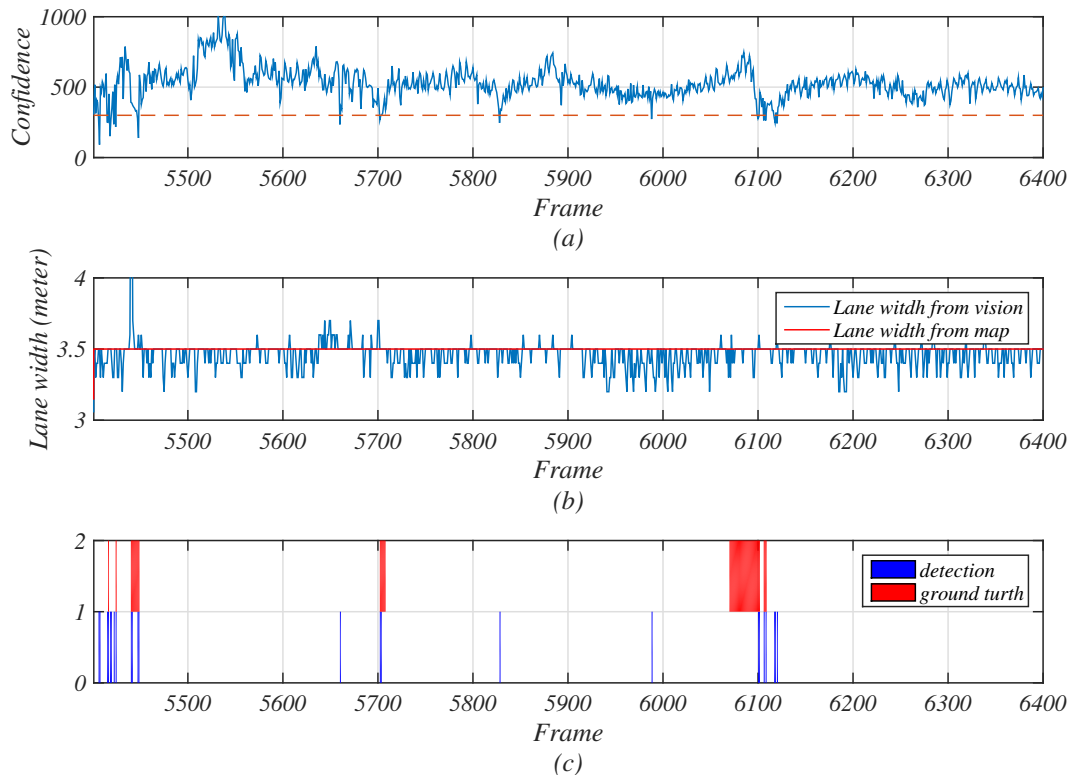 1000
500
0
Confidence
5500 5600 5700 5800 5900 6000 6100 6200 6300 6400
Frame
(a)
4
3.5
3
Lane width (meter)
Lane witdh from vision
Lane width from map
5500 5600 5700 5800 5900 6000 6100 6200 6300 6400
Frame
(b)
2
1
0
detection
ground turth
5500 5600 5700 5800 5900 6000 6100 6200 6300 6400
Frame
(c)